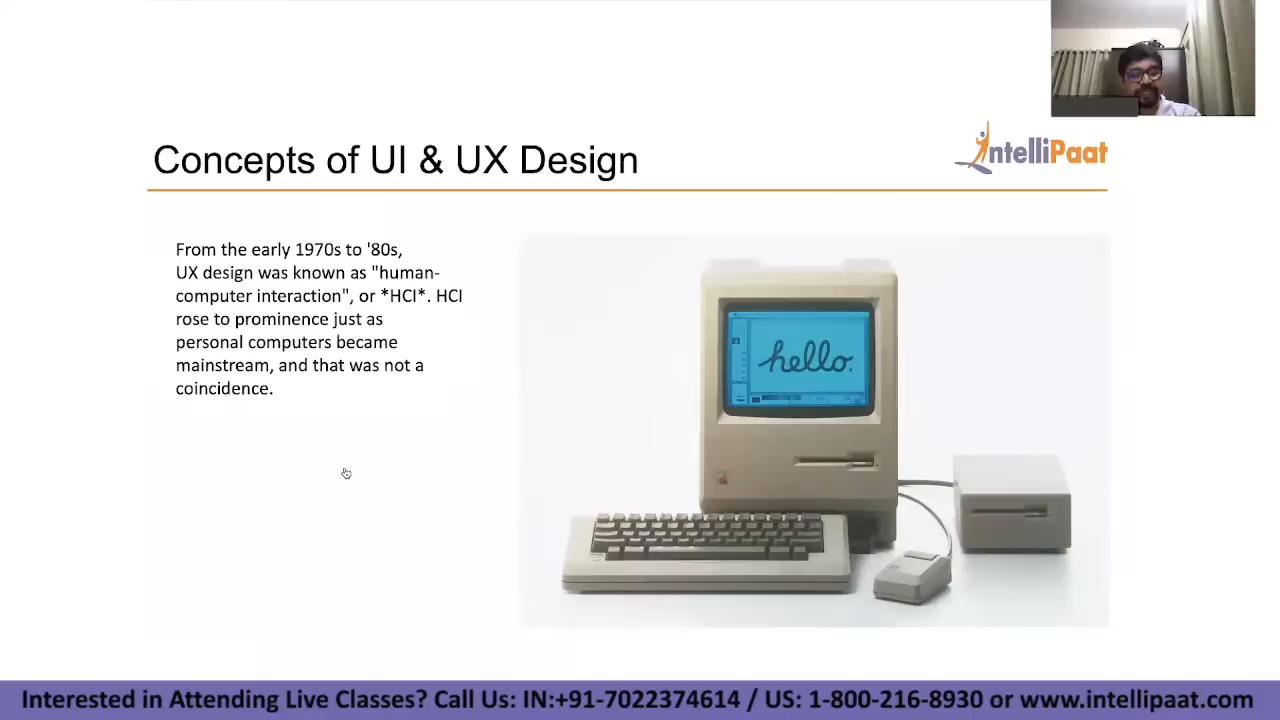 IntelliPaat
Concepts of UI & UX Design
From the early 1970s to '80s,
UX design was known as "human-
computer interaction", or *HCI*. HCI
rose to prominence just as
personal computers became
mainstream, and that was not a
coincidence.
hello.
Interested in Attending Live Classes? Call Us: IN:+91-7022374614 / US: 1-800-216-8930 or www.intellipaat.com